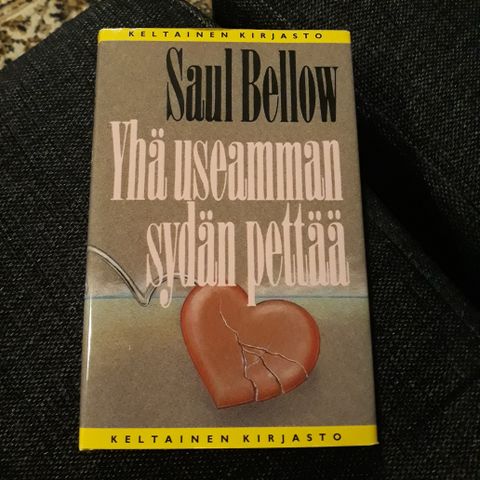 KELTAINEN KIRJASTO
Saul Bellow
Yhä useamman
sydän pettää
KELTAINEN KIRJASTO